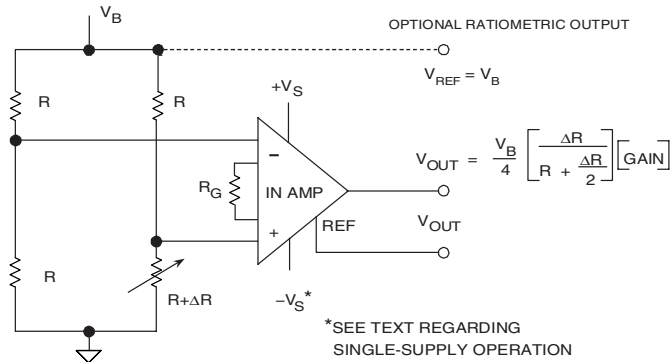 V_B
OPTIONAL RATIOMETRIC OUTPUT
V_REF = V_B
+V_S
R
R
V_OUT = V_B/4 [ΔR / (R + ΔR/2)] [GAIN]
−
R_G
IN AMP
V_OUT
REF
+
R
R+ΔR
−V_S*
*SEE TEXT REGARDING
SINGLE-SUPPLY OPERATION